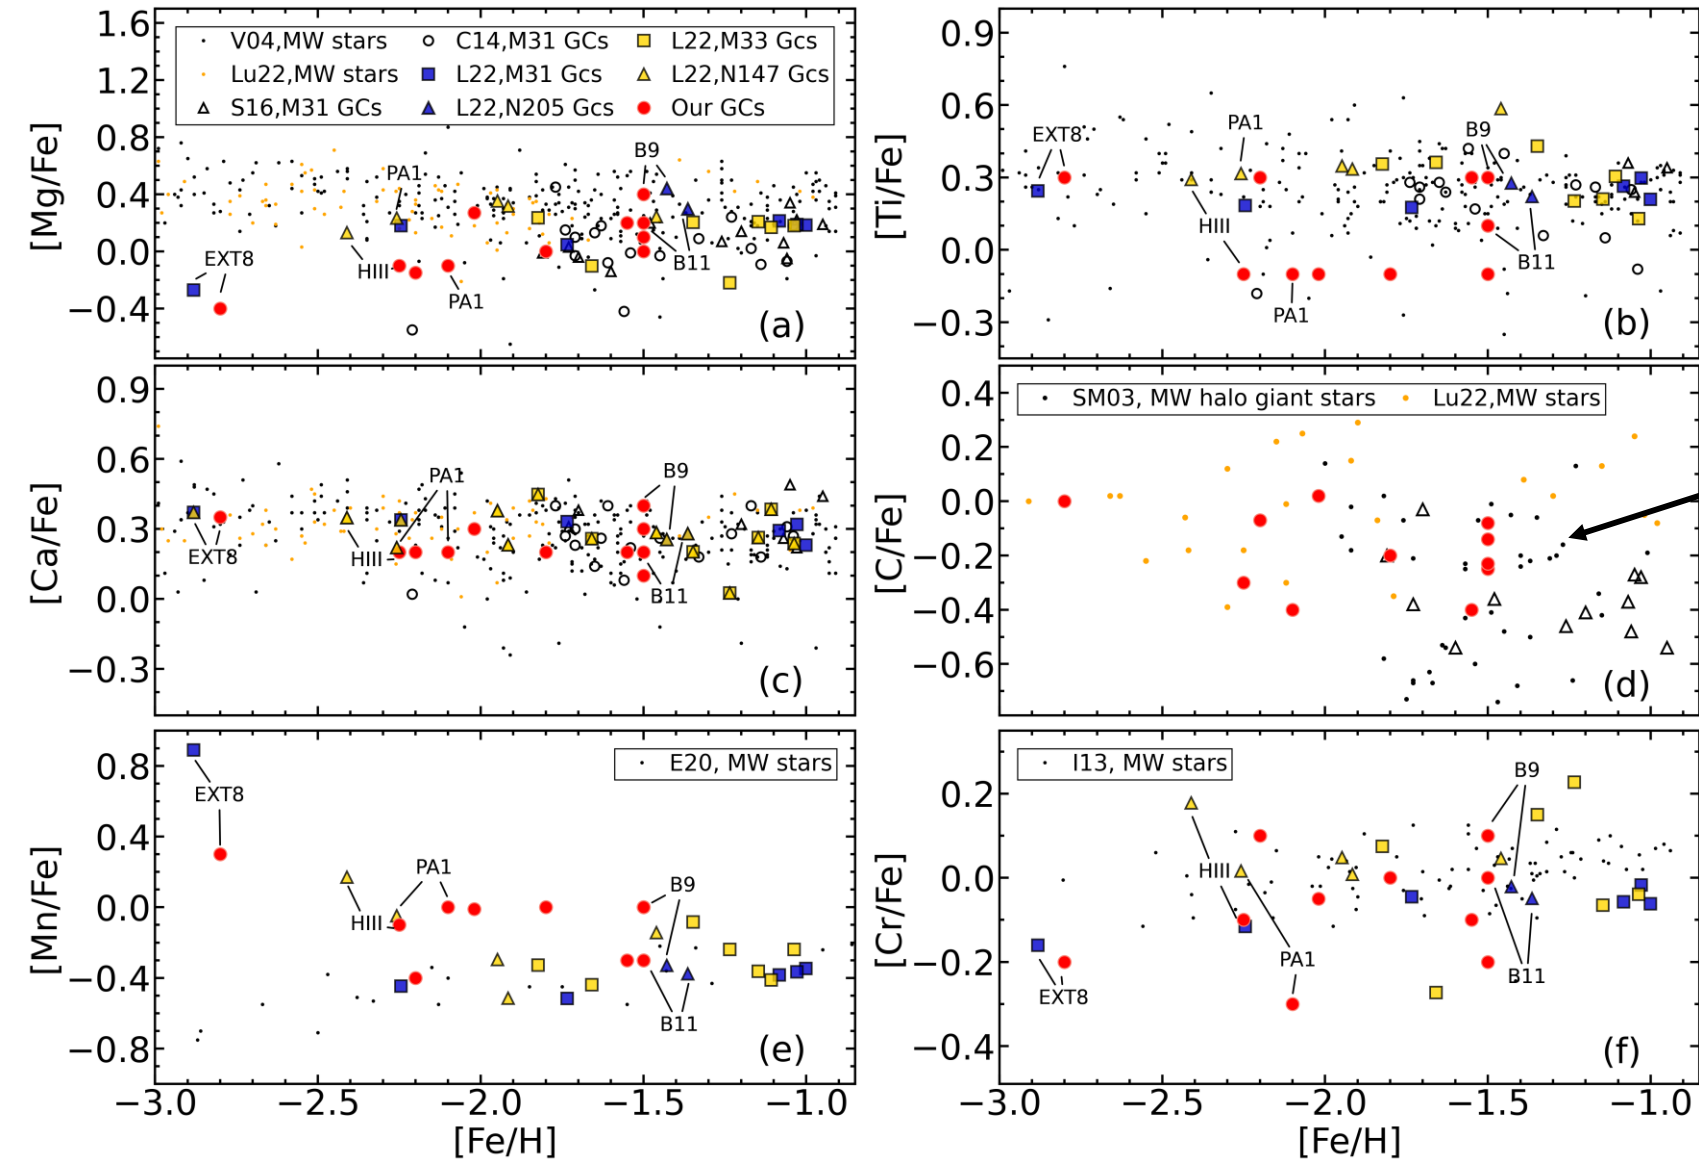 1.6
1.2
0.8
0.4
0.0
−0.4
[Mg/Fe]
V04,MW stars
C14,M31 GCs
L22,M33 Gcs
Lu22,MW stars
L22,M31 Gcs
L22,N147 Gcs
S16,M31 GCs
L22,N205 Gcs
Our GCs
B9
PA1
EXT8
HIII
PA1
B11
(a)
0.9
0.6
0.3
0.0
−0.3
[Ti/Fe]
EXT8
PA1
B9
HIII
PA1
B11
(b)
0.9
0.6
0.3
0.0
−0.3
[Ca/Fe]
PA1
B9
EXT8
HIII
B11
(c)
0.4
0.2
0.0
−0.2
−0.4
−0.6
[C/Fe]
SM03, MW halo giant stars
Lu22,MW stars
(d)
0.8
0.4
0.0
−0.4
−0.8
[Mn/Fe]
E20, MW stars
EXT8
PA1
B9
HIII
B11
(e)
−3.0
−2.5
−2.0
−1.5
−1.0
[Fe/H]
0.2
0.0
−0.2
−0.4
[Cr/Fe]
I13, MW stars
B9
HIII
PA1
B11
EXT8
(f)
−3.0
−2.5
−2.0
−1.5
−1.0
[Fe/H]